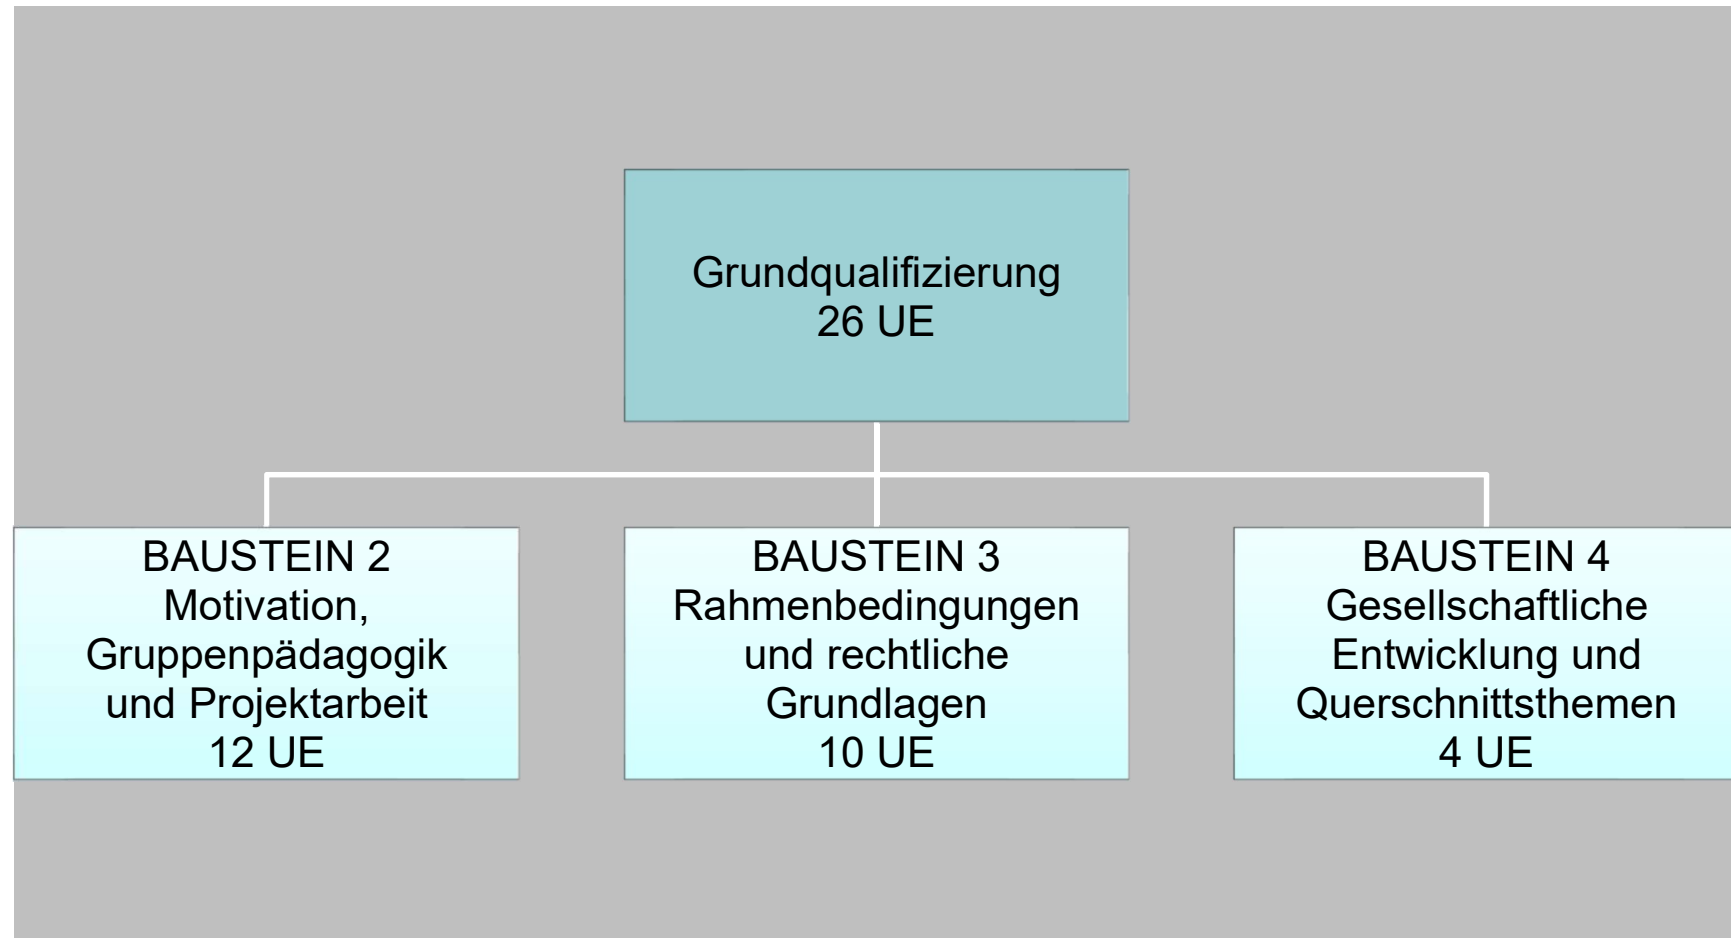 Grundqualifizierung
26 UE
BAUSTEIN 2
Motivation,
Gruppenpädagogik
und Projektarbeit
12 UE
BAUSTEIN 3
Rahmenbedingungen
und rechtliche
Grundlagen
10 UE
BAUSTEIN 4
Gesellschaftliche
Entwicklung und
Querschnittsthemen
4 UE